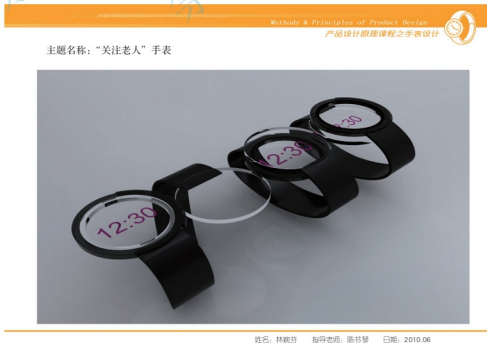 Methods & Principles of Product Design
产品设计原理课程之手表设计
主题名称：“关注老人”手表
12:30
12:30
:30
姓名：林 芬 指导老师：陈书琴 日期：2010.06